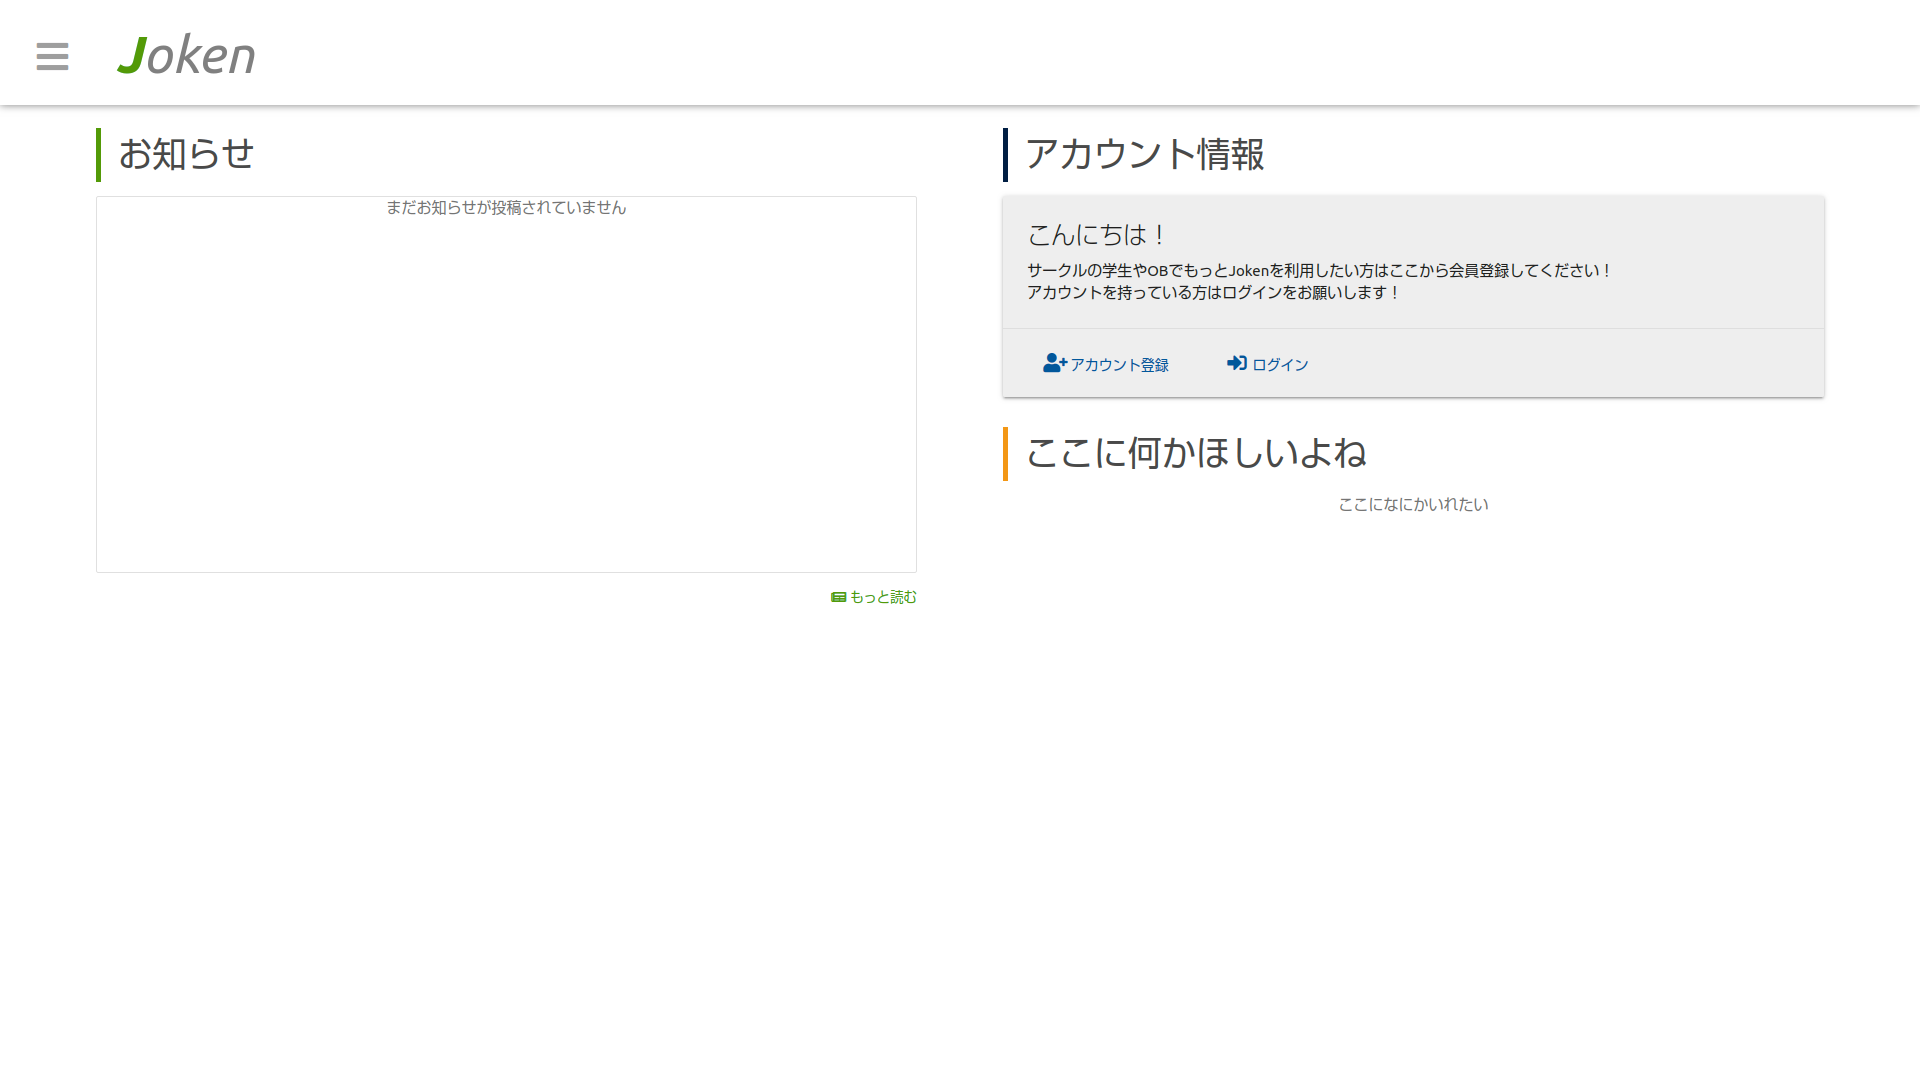 Joken
お知らせ
まだお知らせが投稿されていません
もっと読む
アカウント情報
こんにちは！
サークルの学生やOBでもっとJokenを利用したい方はここから会員登録してください！
アカウントを持っている方はログインをお願いします！
アカウント登録 ログイン
ここに何かほしいよね
ここになにかいれたい